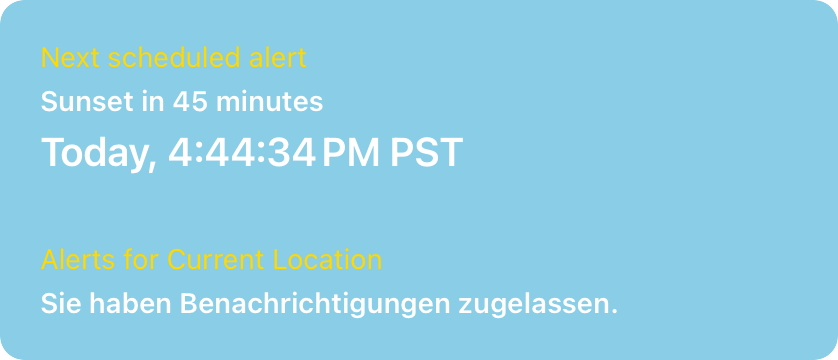 Next scheduled alert
Sunset in 45 minutes
Today, 4:44:34 PM PST
Alerts for Current Location
Sie haben Benachrichtigungen zugelassen.